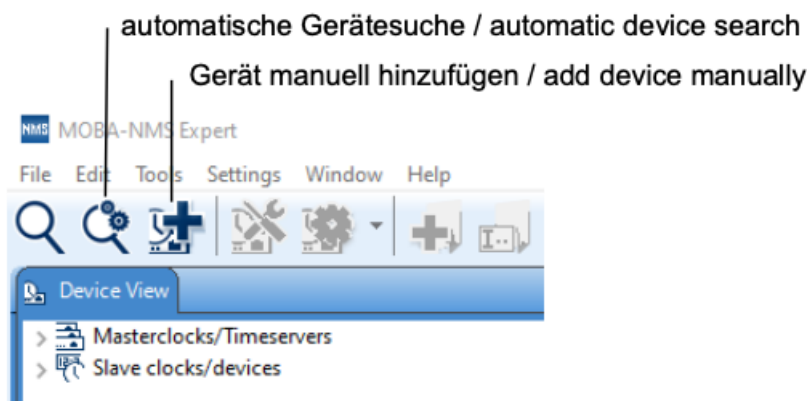 automatische Gerätesuche / automatic device search
Gerät manuell hinzufügen / add device manually
NMS MOBA-NMS Expert
File Edit Tools Settings Window Help
Device View
Masterclocks/Timeservers
Slave clocks/devices